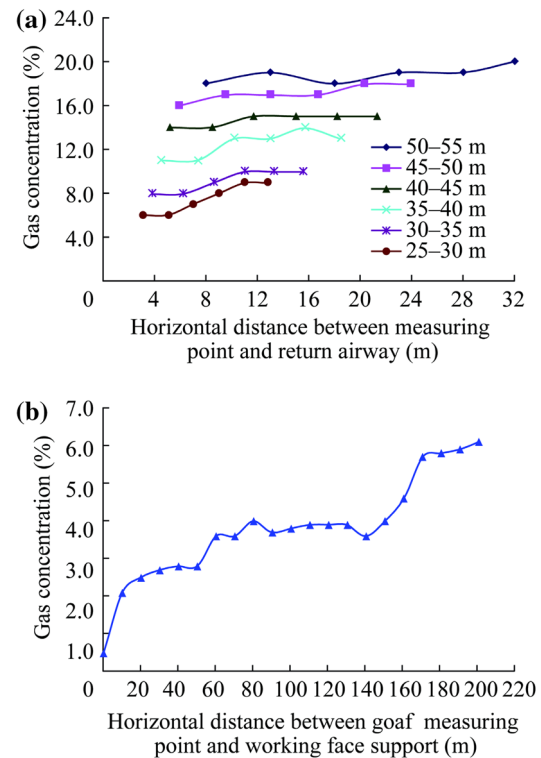 (a)
24.0
20.0
16.0
12.0
8.0
4.0
0
Gas concentration (%)
50–55 m
45–50 m
40–45 m
35–40 m
30–35 m
25–30 m
4 8 12 16 20 24 28 32
Horizontal distance between measuring
point and return airway (m)
(b)
7.0
6.0
5.0
4.0
3.0
2.0
1.0
0
Gas concentration (%)
20 40 60 80 100 120 140 160 180 200 220
Horizontal distance between goaf measuring
point and working face support (m)